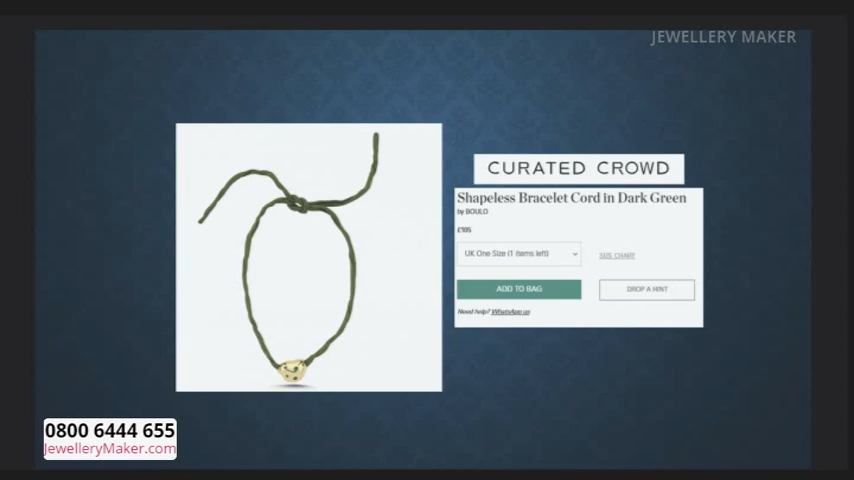 JEWELLERY MAKER
CURATED CROWD
Shapeless Bracelet Cord in Dark Green
by BOULO
£105
UK One Size (1 items left)
SIZE CHART
ADD TO BAG
DROP A HINT
Need help? WhatsApp us
0800 6444 655
JewelleryMaker.com